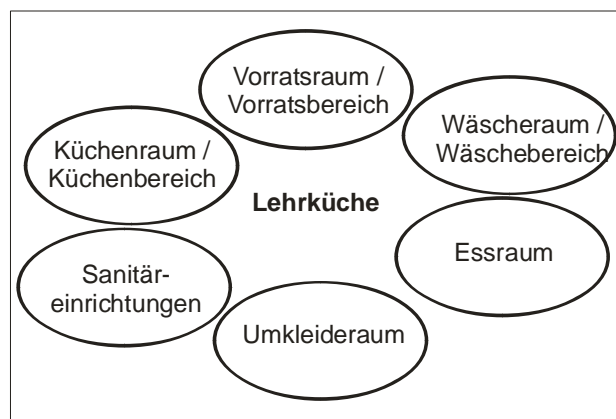 Vorratsraum /
Vorratsbereich
Wäscheraum /
Wäschebereich
Küchenraum /
Küchenbereich
Lehrküche
Essraum
Sanitär-
einrichtungen
Umkleideraum